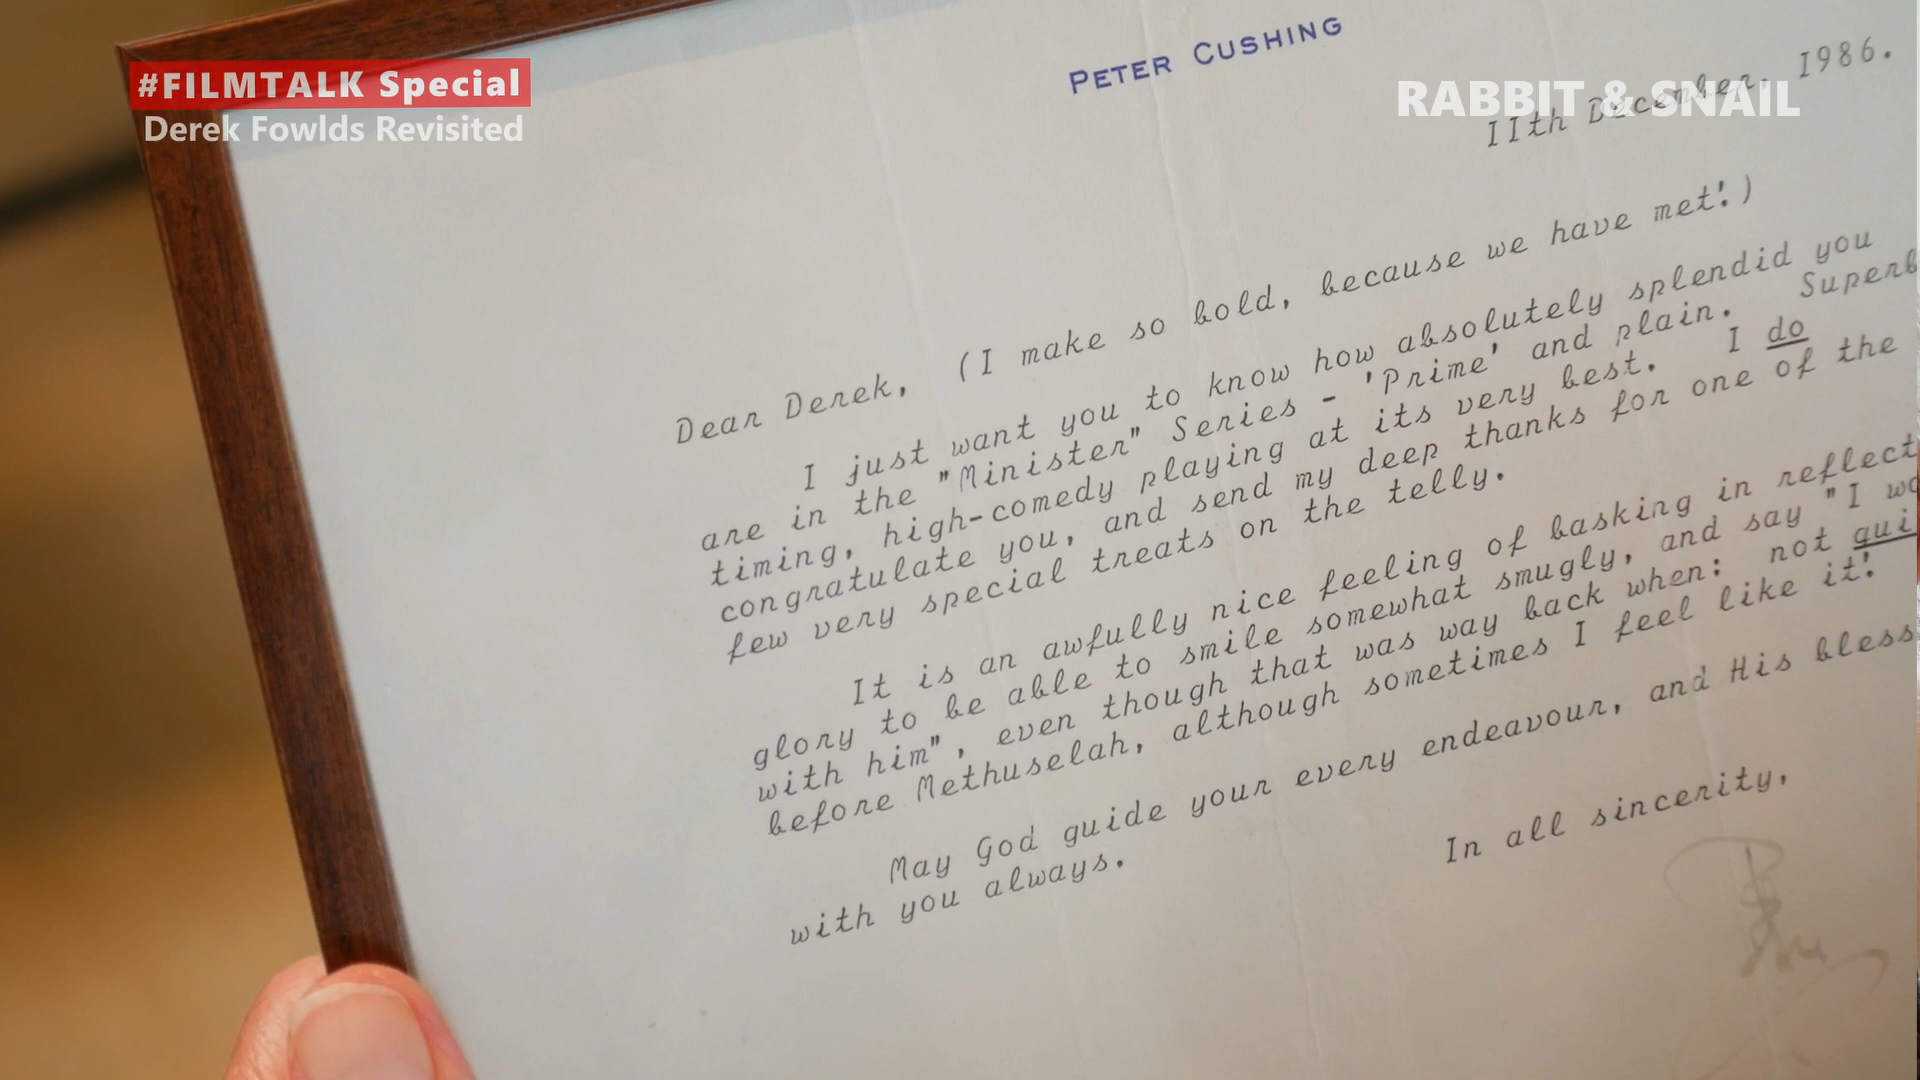 #FILMTALK Special
Derek Fowlds Revisited
RABBIT & SNAIL
PETER CUSHING
IIth December, I986.
Dear Derek, (I make so bold, because we have met!)
I just want you to know how absolutely splendid you
are in the "Minister" Series - 'Prime' and plain. Superb
timing, high-comedy playing at its very best. I do
congratulate you, and send my deep thanks for one of the
few very special treats on the telly.
It is an awfully nice feeling of basking in reflect
glory to be able to smile somewhat smugly, and say "I
with him", even though that was way back when: not
before Methuselah, although sometimes I feel like it!
May God guide your every endeavour, and His bless
with you always.
In all sincerity,